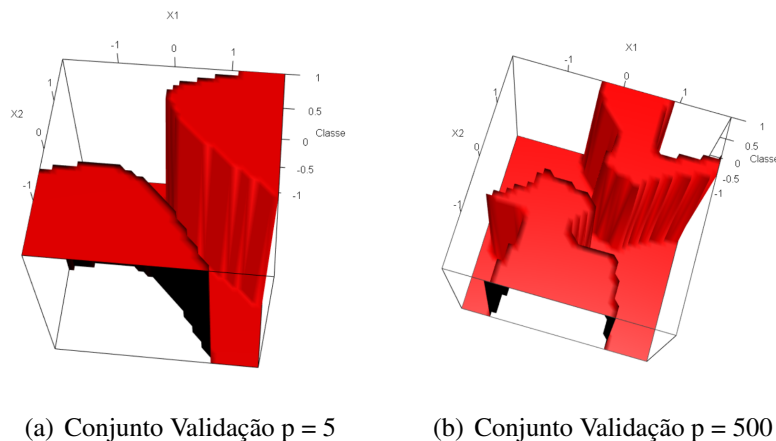 X1
-1
0
1
X2
1
0
-1
1
0.5
0
Classe
-0.5
-1
X1
-1
0
1
X2
1
0
-1
1
0.5
0
Classe
-0.5
-1
(a) Conjunto Validação p = 5
(b) Conjunto Validação p = 500